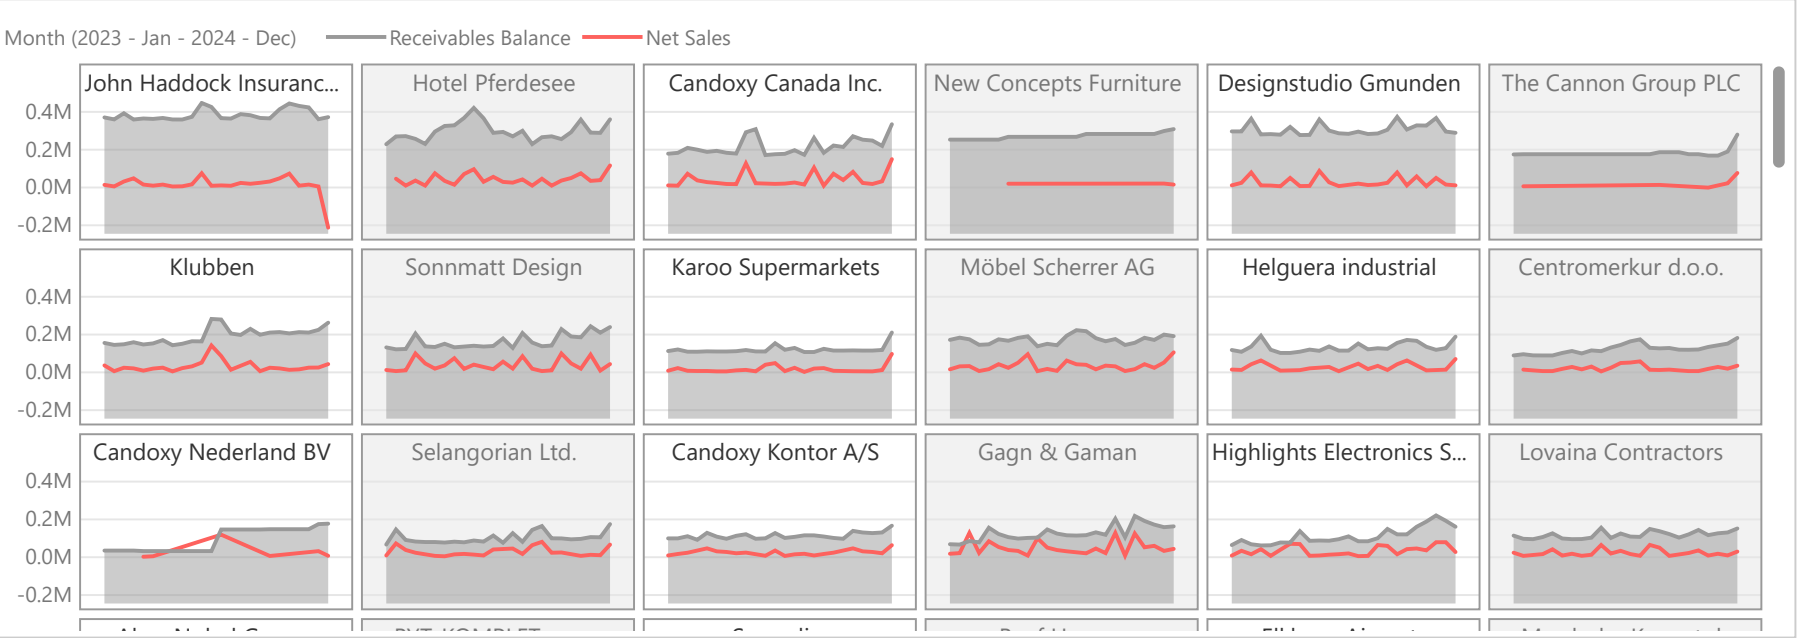 Month (2023 - Jan - 2024 - Dec) Receivables Balance Net Sales
John Haddock Insuranc... Hotel Pferdesee Candoxy Canada Inc. New Concepts Furniture Designstudio Gmunden The Cannon Group PLC
0.4M
0.2M
0.0M
-0.2M
Klubben Sonnmatt Design Karoo Supermarkets Möbel Scherrer AG Helguera industrial Centromerkur d.o.o.
0.4M
0.2M
0.0M
-0.2M
Candoxy Nederland BV Selangorian Ltd. Candoxy Kontor A/S Gagn & Gaman Highlights Electronics S... Lovaina Contractors
0.4M
0.2M
0.0M
-0.2M